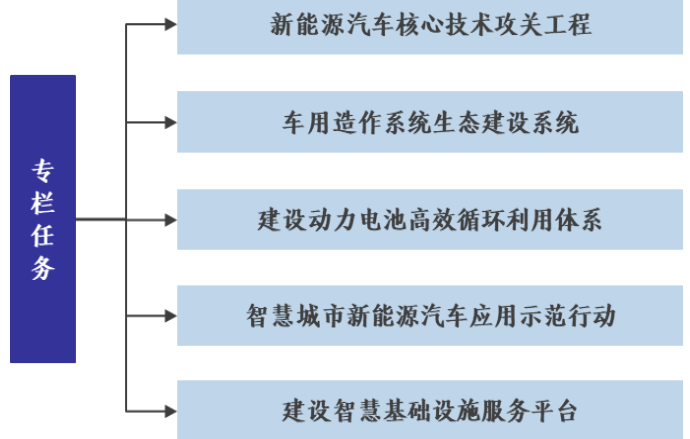 专栏任务
新能源汽车核心技术攻关工程
车用造作系统生态建设系统
建设动力电池高效循环利用体系
智慧城市新能源汽车应用示范行动
建设智慧基础设施服务平台